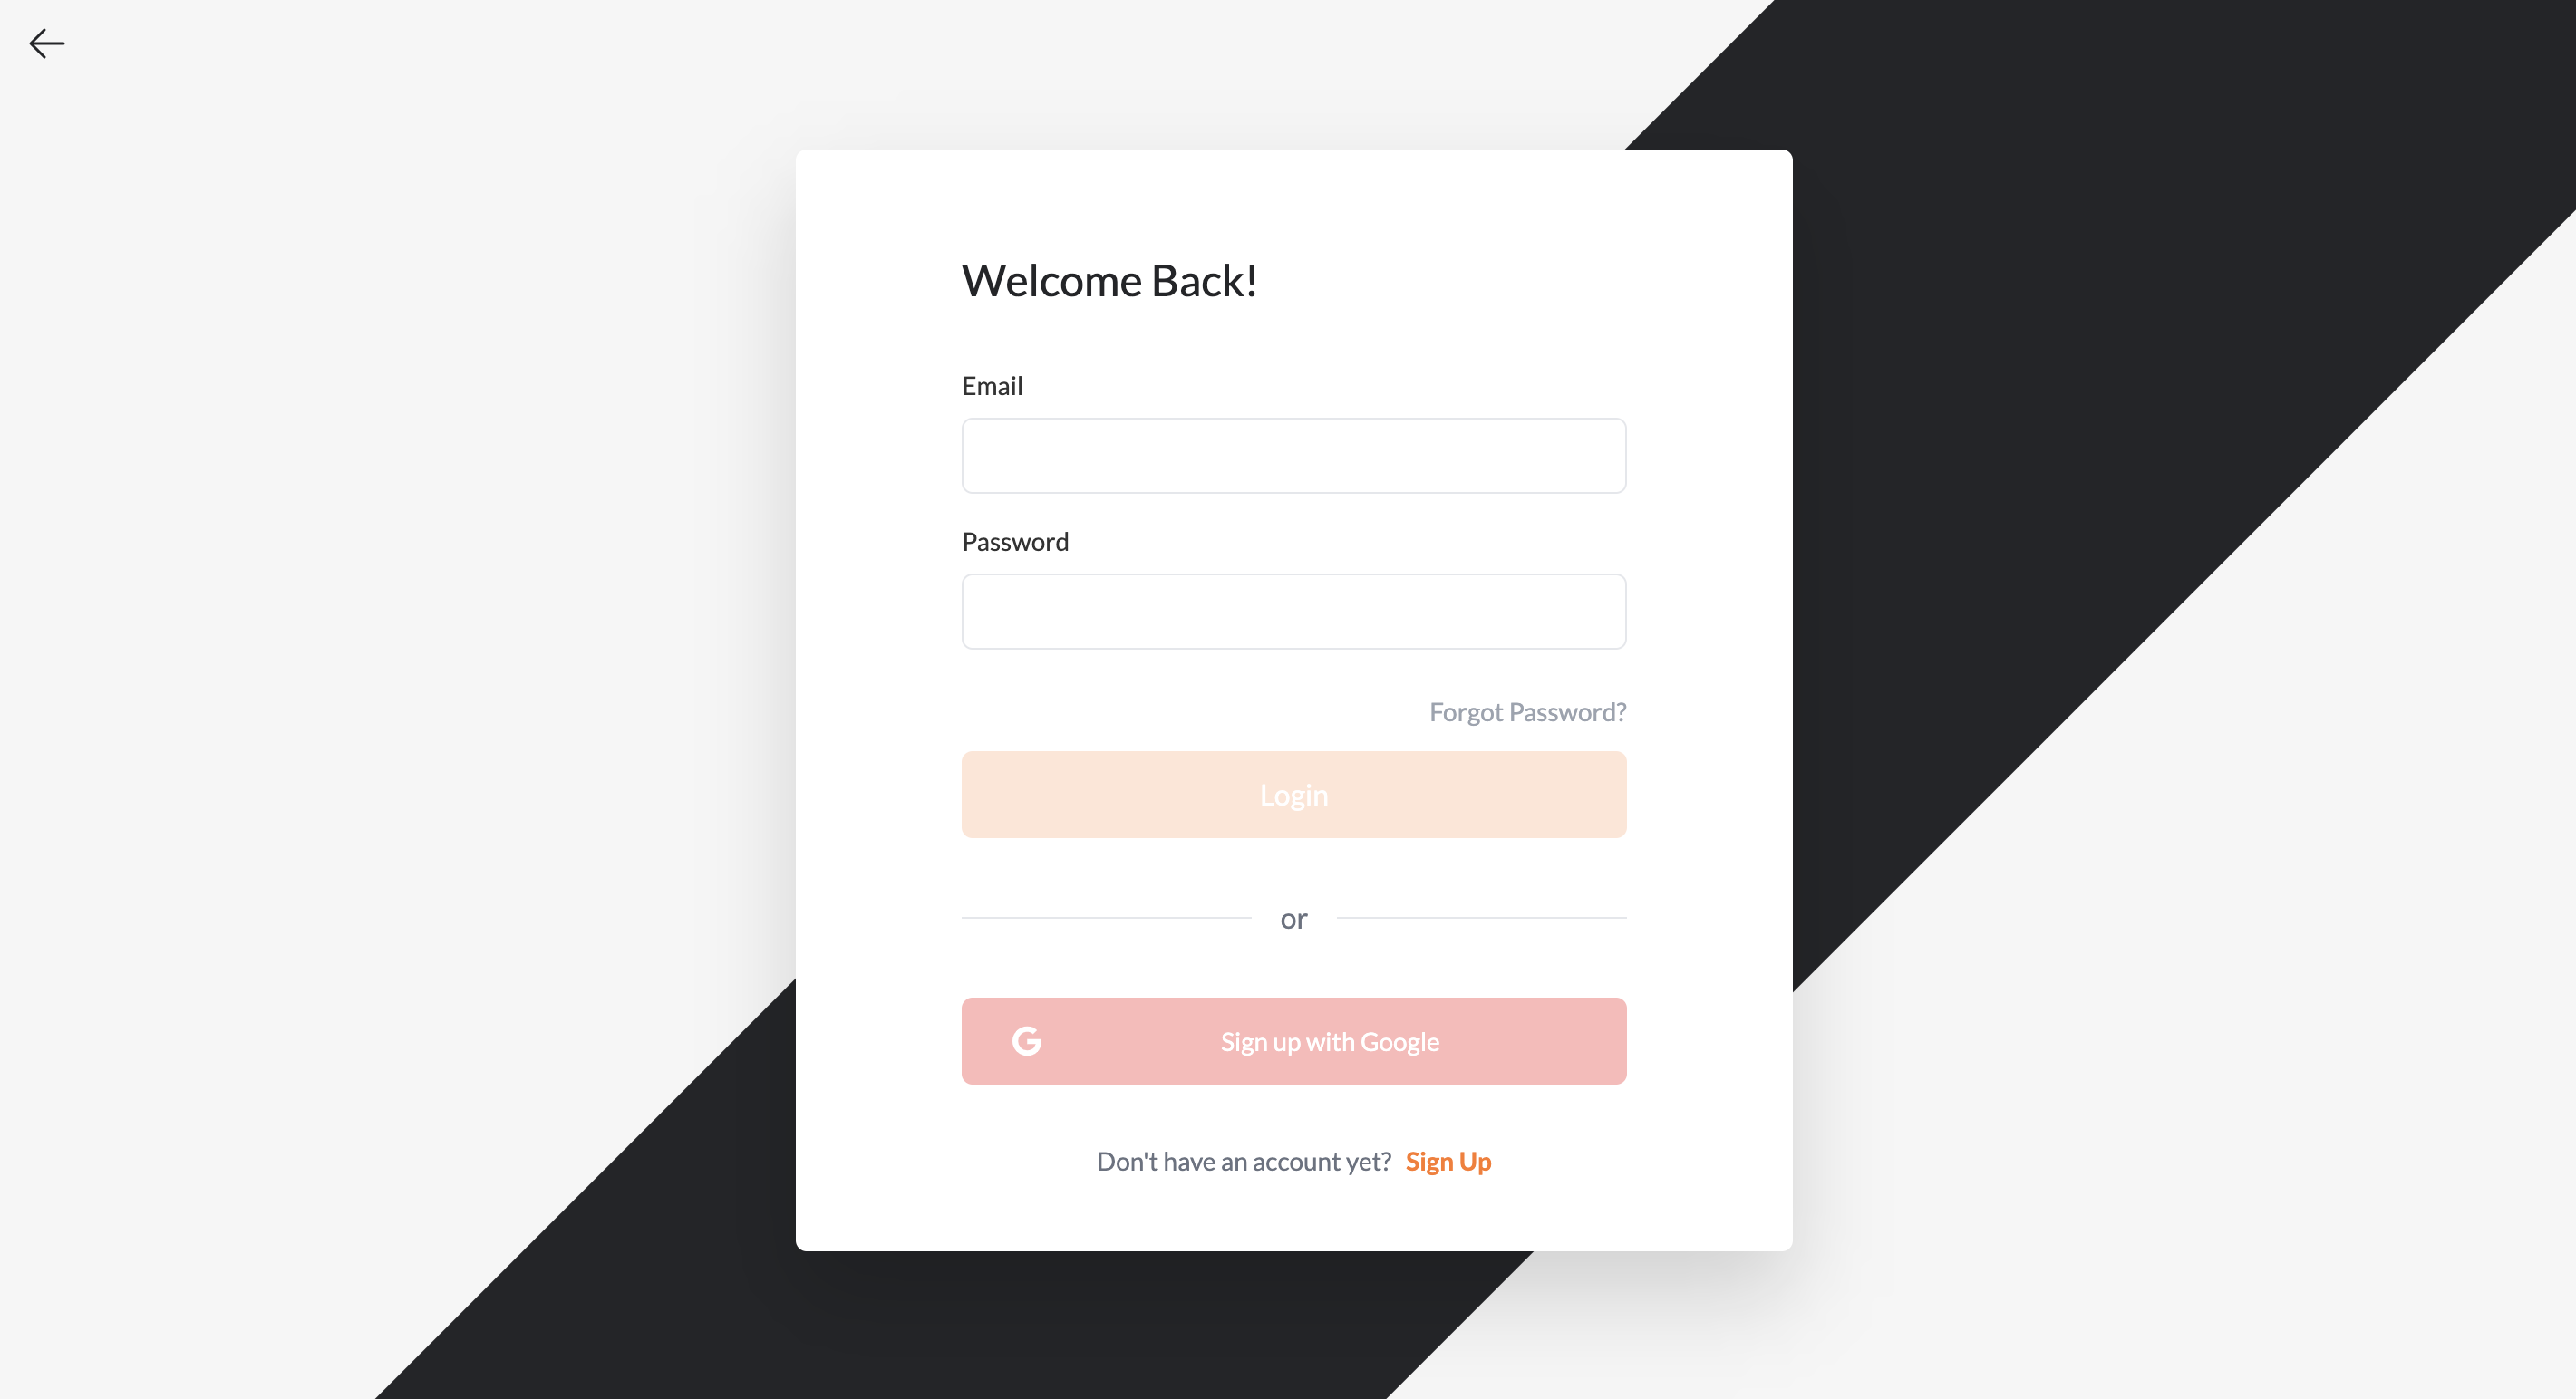 Welcome Back!
Email
Password
Forgot Password?
Login
or
Sign up with Google
Don't have an account yet? Sign Up